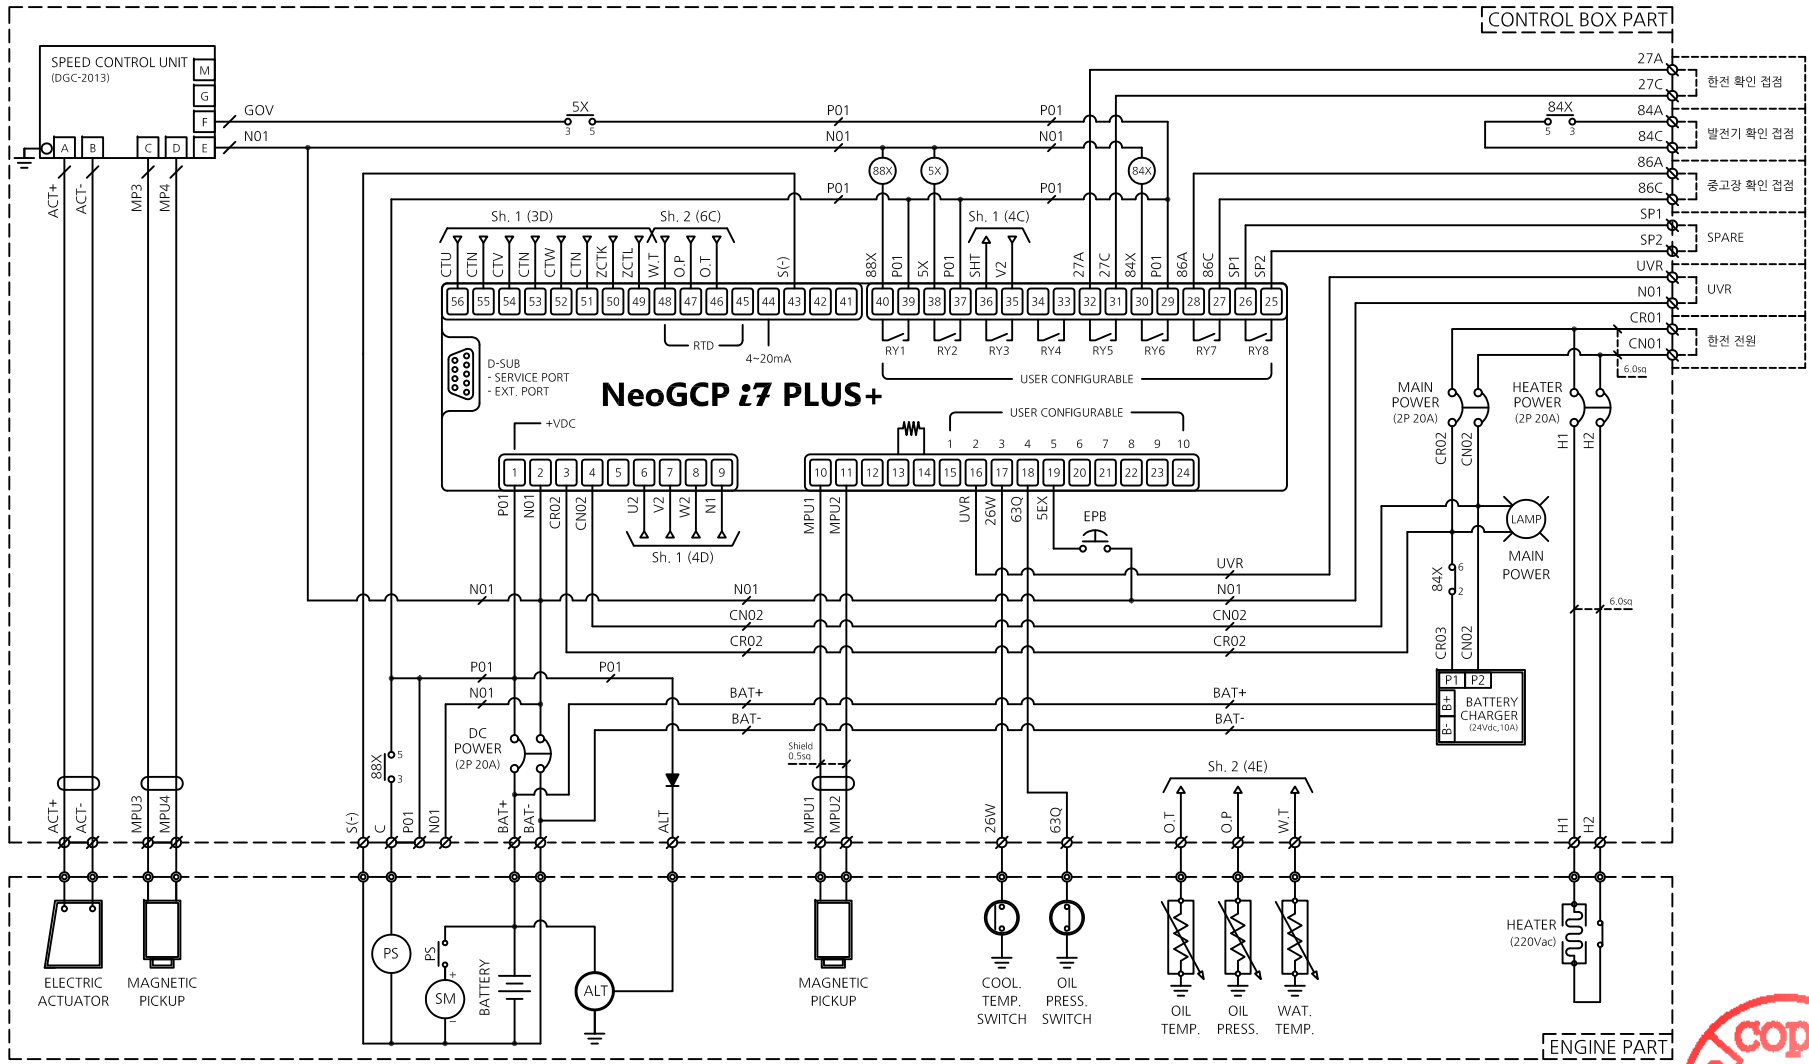 CONTROL BOX PART
SPEED CONTROL UNIT
(DGC-2013)
M
G
F
E
A
B
C
D
GOV
N01
5X
3
5
P01
N01
P01
N01
27A
27C
84X
5
3
84A
84C
86A
86C
SP1
SP2
UVR
N01
CR01
CN01
한전 확인 접점
발전기 확인 접점
중고장 확인 접점
SPARE
UVR
한전 전원
6.0sq
ACT+
ACT-
MP3
MP4
88X
5X
84X
P01
P01
Sh. 1 (3D)
Sh. 2 (6C)
Sh. 1 (4C)
CTU
CTN
CTV
CTN
CTW
CTN
ZCTK
ZCTL
W.T
O.P
O.T
S(-)
88X
P01
5X
P01
SHT
V2
27A
27C
84X
P01
86A
86C
SP1
SP2
56 55 54 53 52 51 50 49 48 47 46 45 44 43 42 41
40 39 38 37 36 35 34 33 32 31 30 29 28 27 26 25
RTD
4~20mA
RY1
RY2
RY3
RY4
RY5
RY6
RY7
RY8
USER CONFIGURABLE
D-SUB
- SERVICE PORT
- EXT. PORT
NeoGCP i7 PLUS+
+VDC
USER CONFIGURABLE
1 2 3 4 5 6 7 8 9 10
1 2 3 4 5 6 7 8 9
10 11 12 13 14 15 16 17 18 19 20 21 22 23 24
P01
N01
CR02
CN02
U2
V2
W2
N1
Sh. 1 (4D)
MPU1
MPU2
UVR
26W
63Q
5EX
EPB
MAIN
POWER
(2P 20A)
HEATER
POWER
(2P 20A)
CR02
CN02
H1
H2
LAMP
MAIN
POWER
84X
6
2
6.0sq
UVR
N01
N01
N01
CN02
CN02
CR02
CR02
CR03
CN02
P01
P01
N01
BAT+
BAT+
BAT-
BAT-
P1
P2
B+
B-
BATTERY
CHARGER
(24Vdc,10A)
DC
POWER
(2P 20A)
88X
5
3
Shield
0.5sq
Sh. 2 (4E)
ACT+
ACT-
MPU3
MPU4
S(-)
C
P01
N01
BAT+
BAT-
ALT
MPU1
MPU2
26W
63Q
O.T
O.P
W.T
H1
H2
ELECTRIC
ACTUATOR
MAGNETIC
PICKUP
PS
PS
+
SM
−
BATTERY
ALT
MAGNETIC
PICKUP
COOL.
TEMP.
SWITCH
OIL
PRESS.
SWITCH
OIL
TEMP.
OIL
PRESS.
WAT.
TEMP.
HEATER
(220Vac)
ENGINE PART